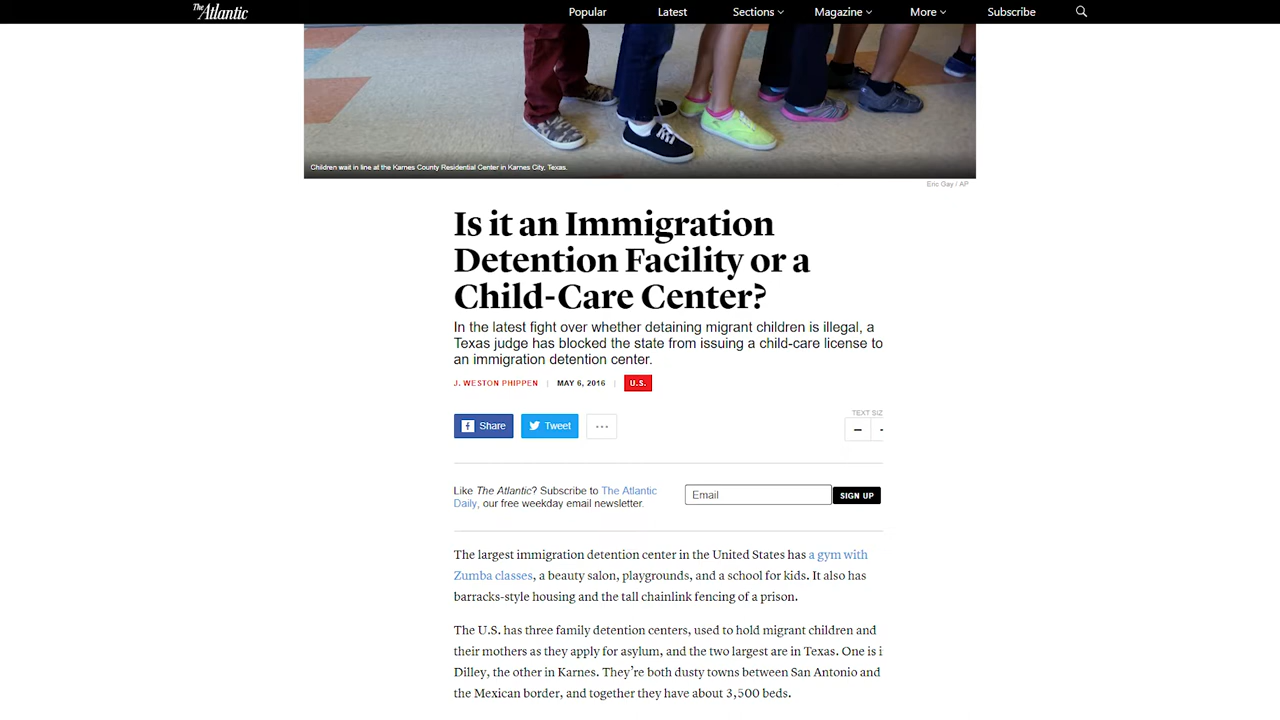 The Atlantic
Popular Latest Sections Magazine More Subscribe
Children wait in line at the Karnes County Residential Center in Karnes City, Texas.
Eric Gay / AP
Is it an Immigration
Detention Facility or a
Child-Care Center?
In the latest fight over whether detaining migrant children is illegal, a
Texas judge has blocked the state from issuing a child-care license to
an immigration detention center.
J. WESTON PHIPPEN | MAY 6, 2016 | U.S.
TEXT SIZ
f Share Tweet ··· −
Like The Atlantic? Subscribe to The Atlantic
Daily, our free weekday email newsletter.
Email SIGN UP
The largest immigration detention center in the United States has a gym with
Zumba classes, a beauty salon, playgrounds, and a school for kids. It also has
barracks-style housing and the tall chainlink fencing of a prison.
The U.S. has three family detention centers, used to hold migrant children and
their mothers as they apply for asylum, and the two largest are in Texas. One is i
Dilley, the other in Karnes. They’re both dusty towns between San Antonio and
the Mexican border, and together they have about 3,500 beds.